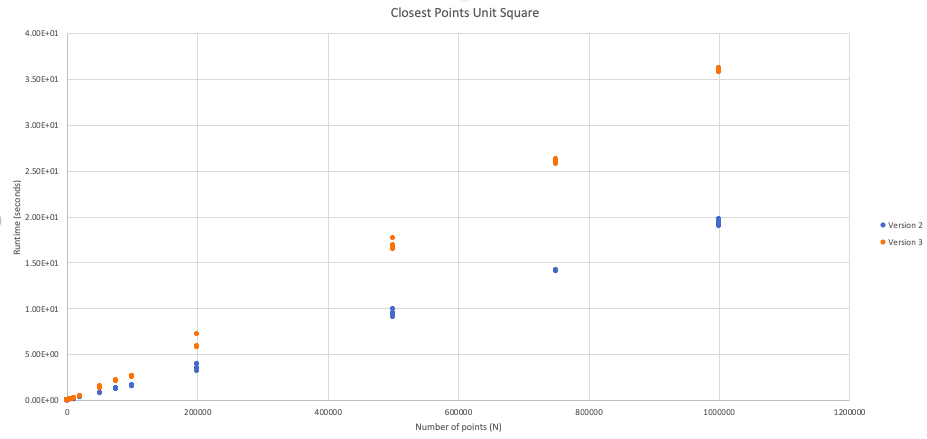 Closest Points Unit Square
4.00E+01
3.50E+01
3.00E+01
2.50E+01
2.00E+01
1.50E+01
1.00E+01
5.00E+00
0.00E+00
Runtime (seconds)
0 200000 400000 600000 800000 1000000 1200000
Number of points (N)
Version 2
Version 3